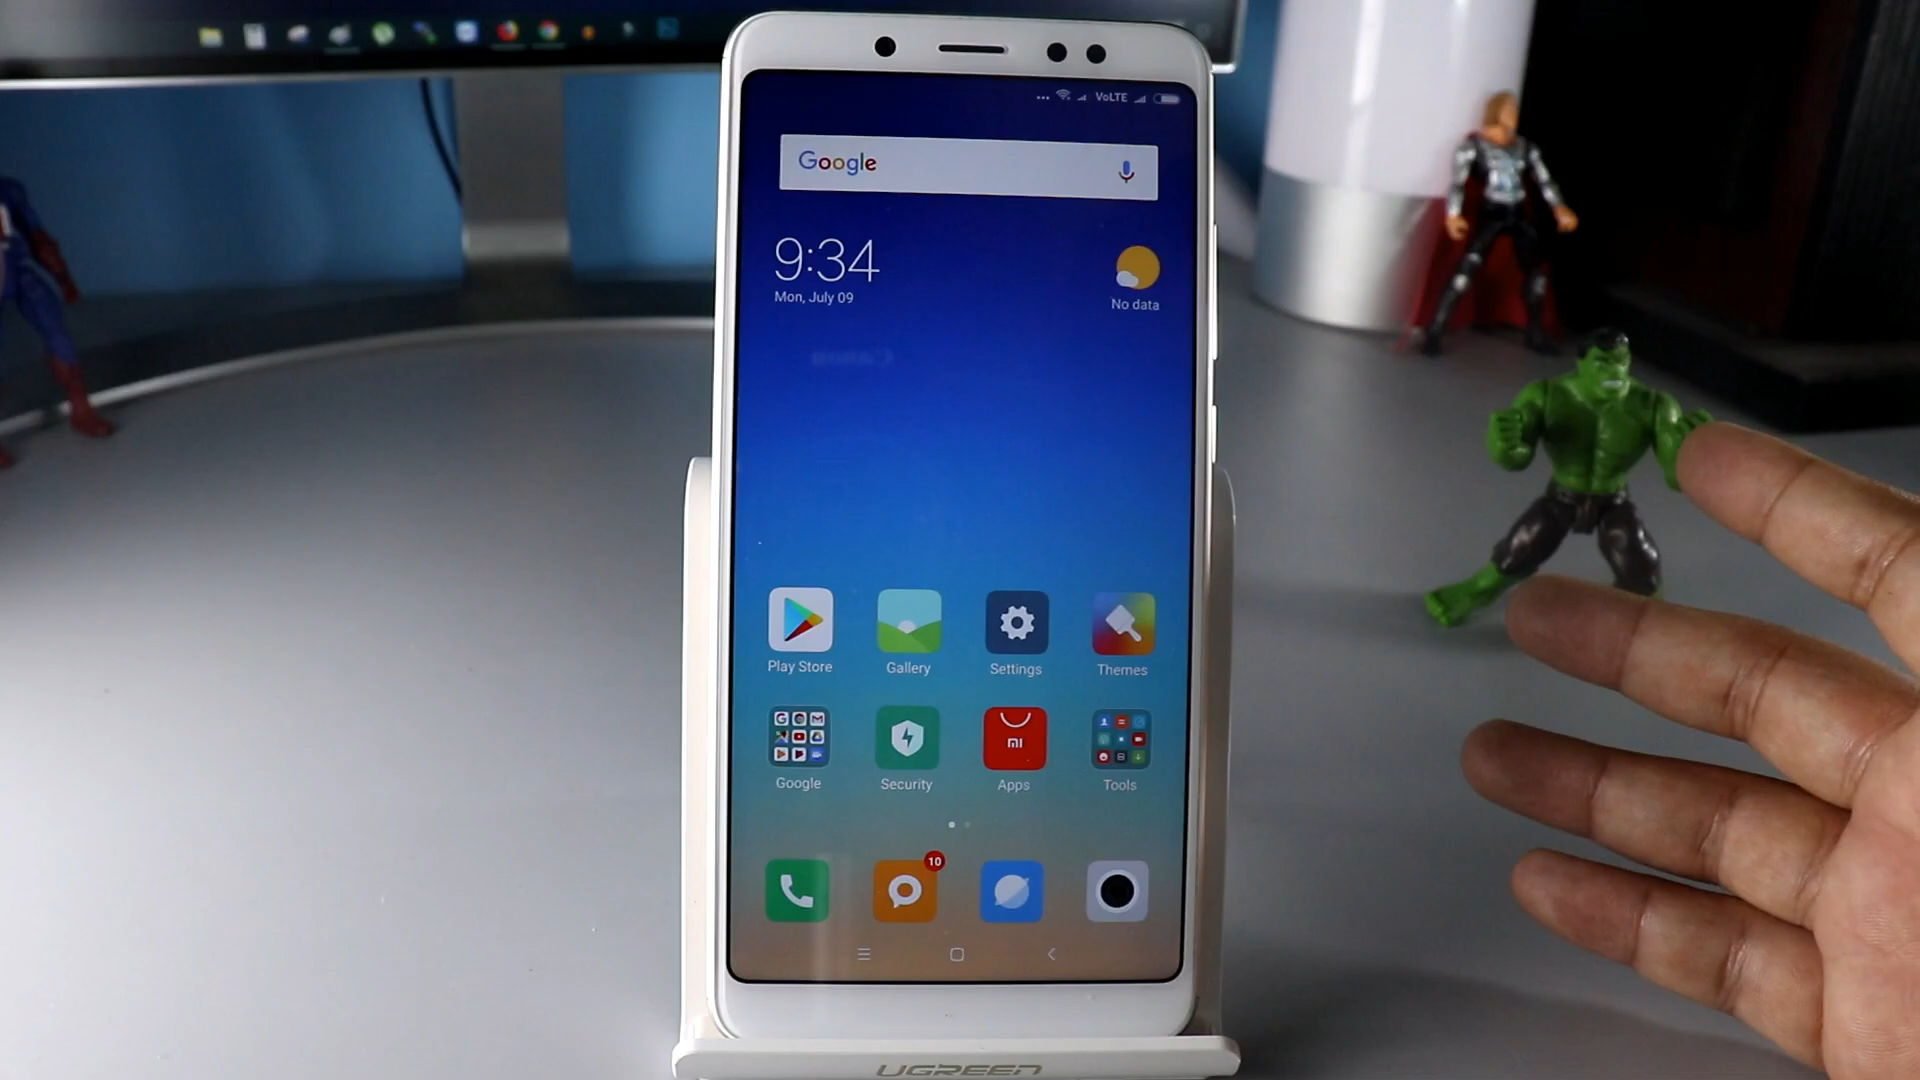 VoLTE
Google
9:34
Mon, July 09
No data
Play Store
Gallery
Settings
Themes
mi
Google
Security
Apps
Tools
10
UGREEN